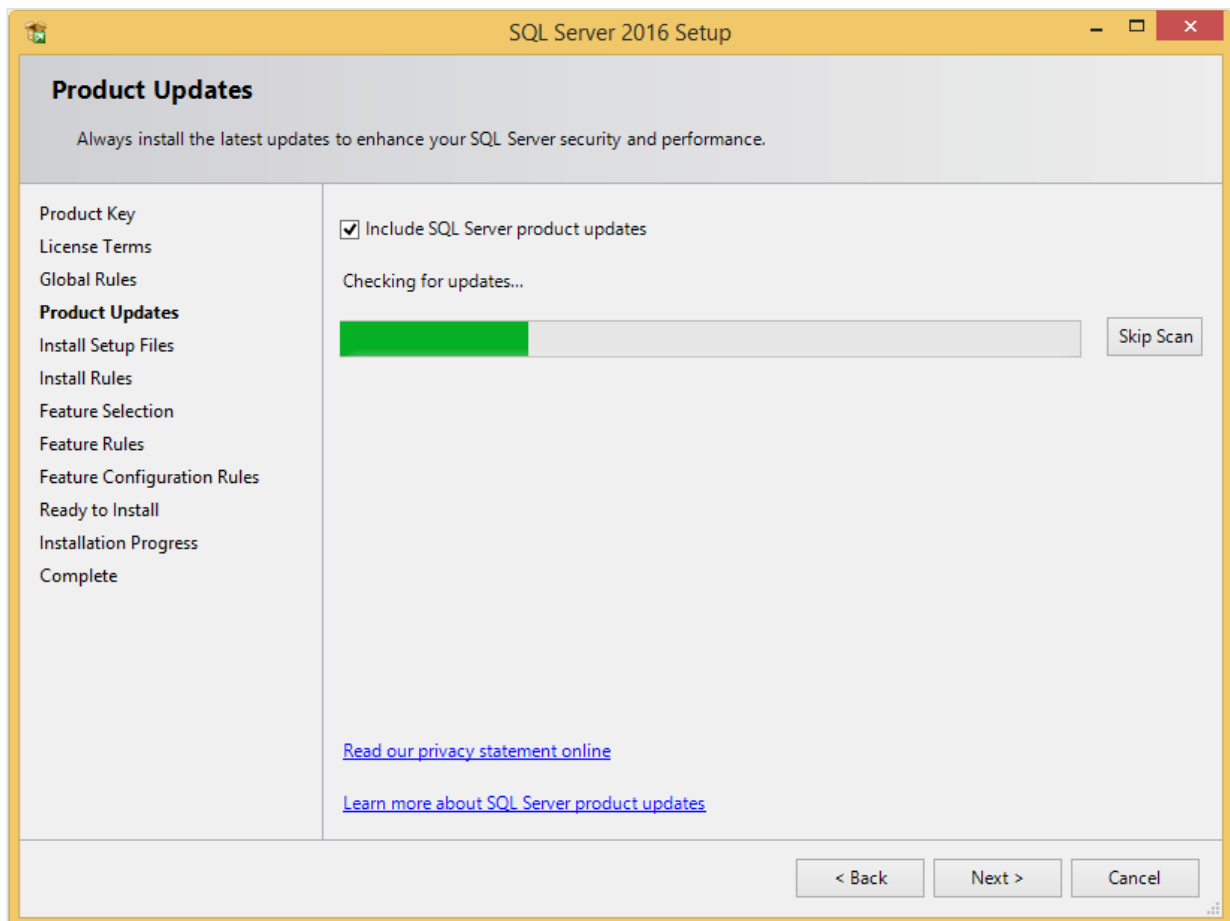 SQL Server 2016 Setup
Product Updates
Always install the latest updates to enhance your SQL Server security and performance.
Product Key
License Terms
Global Rules
Product Updates
Install Setup Files
Install Rules
Feature Selection
Feature Rules
Feature Configuration Rules
Ready to Install
Installation Progress
Complete
Include SQL Server product updates
Checking for updates...
Skip Scan
Read our privacy statement online
Learn more about SQL Server product updates
< Back
Next >
Cancel